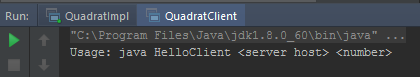 Run: QuadratImpl QuadratClient
"C:\Program Files\Java\jdk1.8.0_60\bin\java" ...
Usage: java HelloClient <server host> <number>